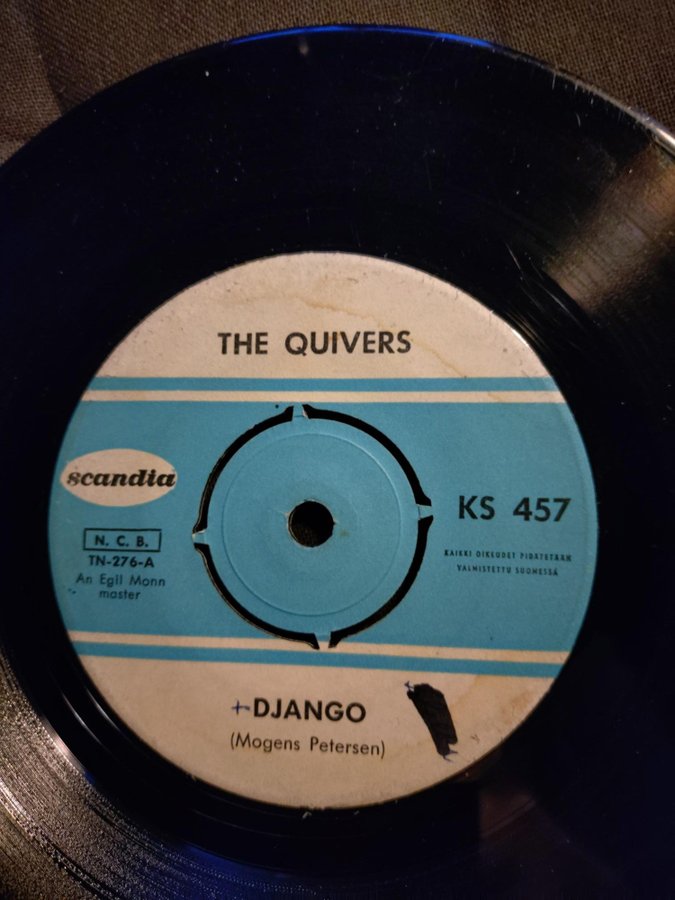 THE QUIVERS
scandia
KS 457
N. C. B.
TN-276-A
An Egil Monn
master
KAIKKI OIKEUDET PIDÄTETÄÄN
VALMISTETTU SUOMESSA
+DJANGO
(Mogens Petersen)